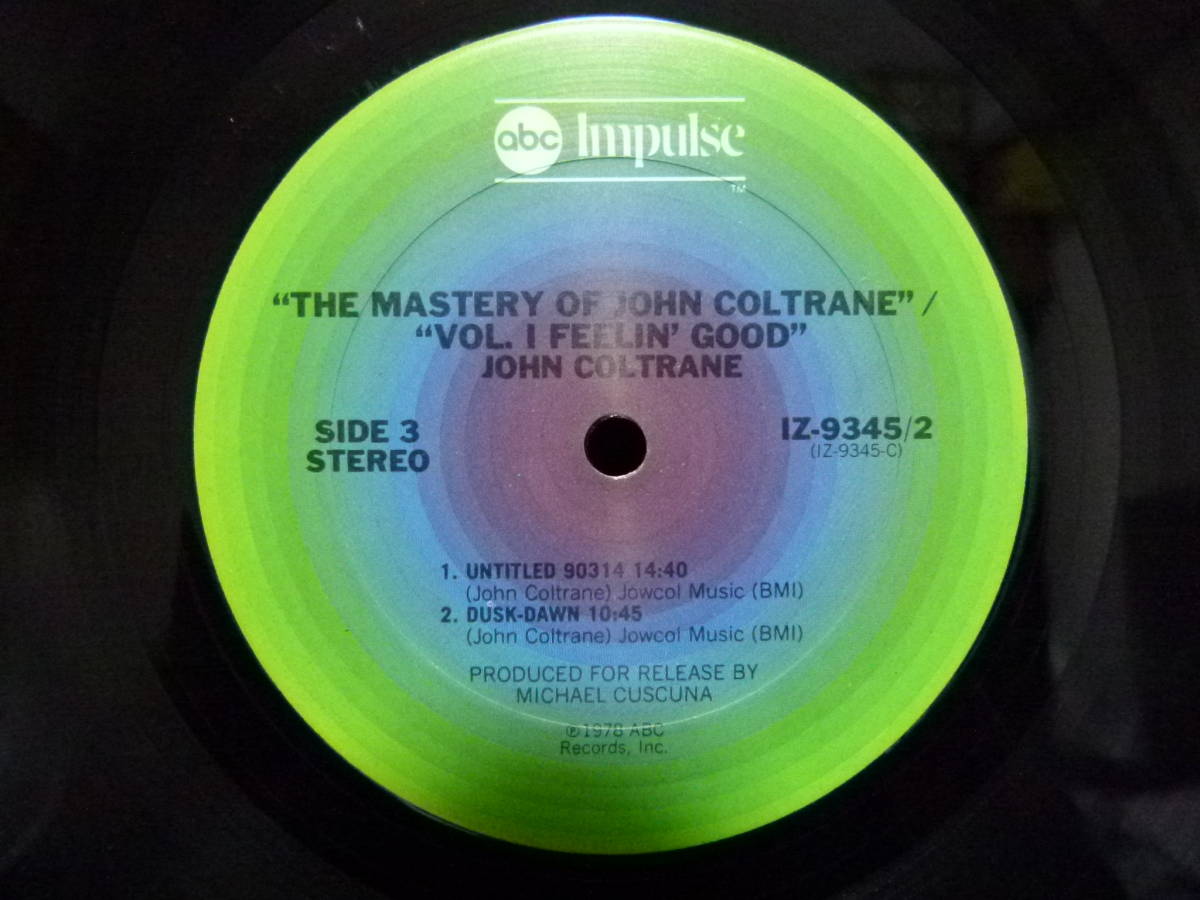 abc Impulse
TM
“THE MASTERY OF JOHN COLTRANE” /
“VOL. I FEELIN’ GOOD”
JOHN COLTRANE
SIDE 3
STEREO
IZ-9345/2
(IZ-9345-C)
1. UNTITLED 90314 14:40
(John Coltrane) Jowcol Music (BMI)
2. DUSK-DAWN 10:45
(John Coltrane) Jowcol Music (BMI)
PRODUCED FOR RELEASE BY
MICHAEL CUSCUNA
℗1978 ABC
Records, Inc.